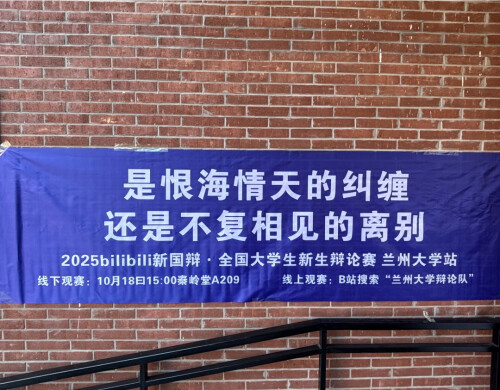 是恨海情天的纠缠
还是不复相见的离别
2025bilibili新国辩·全国大学生新生辩论赛 兰州大学站
线下观赛：10月18日15:00秦岭堂A209 线上观赛：B站搜索“兰州大学辩论队”